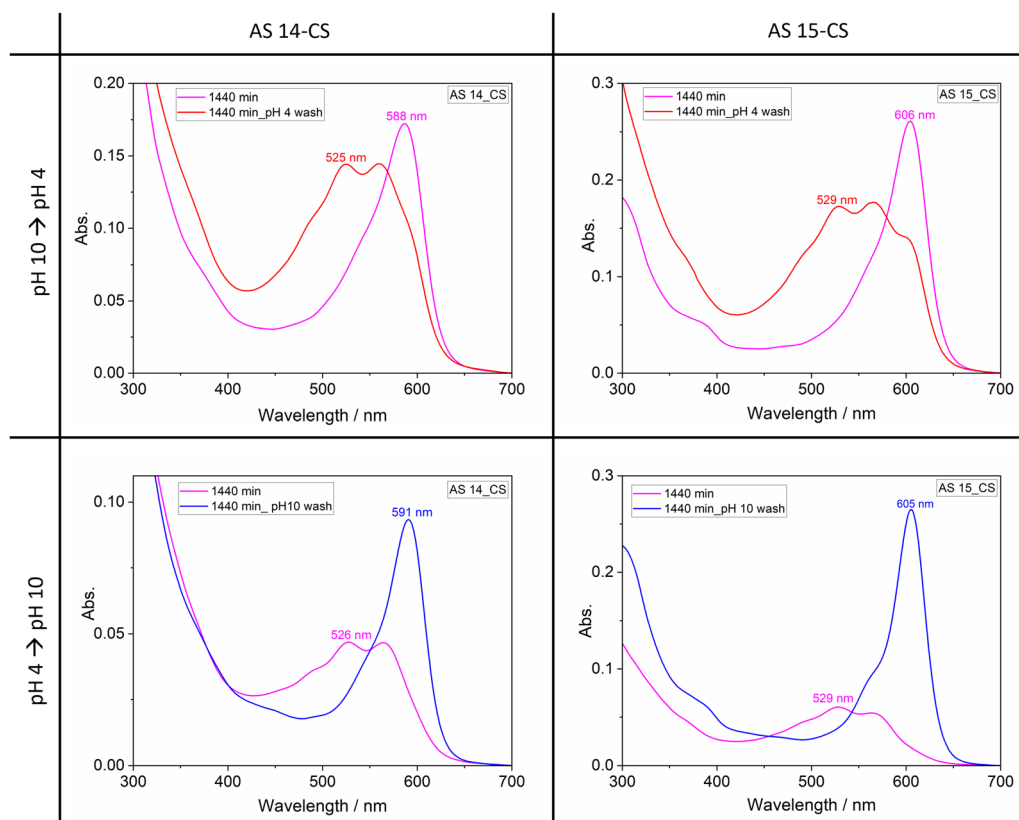 AS 14-CS
AS 15-CS
pH 10 → pH 4
0.20
0.15
0.10
0.05
0.00
Abs.
1440 min
1440 min_pH 4 wash
AS 14_CS
588 nm
525 nm
300
400
500
600
700
Wavelength / nm
0.3
0.2
0.1
0.0
Abs.
1440 min
1440 min_pH 4 wash
AS 15_CS
606 nm
529 nm
300
400
500
600
700
Wavelength / nm
pH 4 → pH 10
0.10
0.05
0.00
Abs.
1440 min
1440 min_ pH10 wash
AS 14_CS
591 nm
526 nm
300
400
500
600
700
Wavelength / nm
0.3
0.2
0.1
0.0
Abs.
1440 min
1440 min_pH 10 wash
AS 15_CS
605 nm
529 nm
300
400
500
600
700
Wavelength / nm